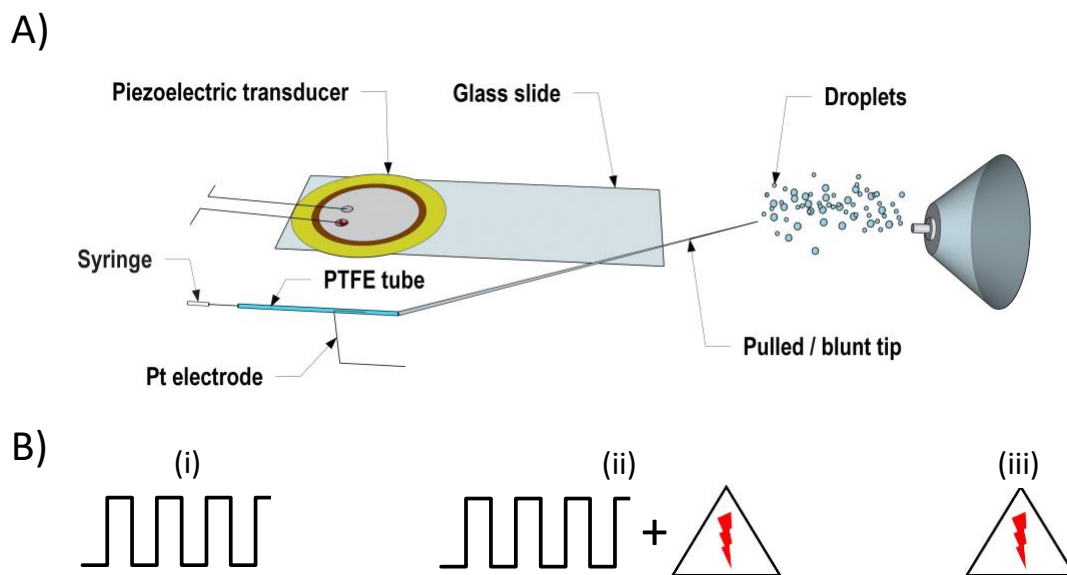 A)
Piezoelectric transducer
Glass slide
Droplets
Syringe
PTFE tube
Pt electrode
Pulled / blunt tip
B)
(i)
(ii)
(iii)
+